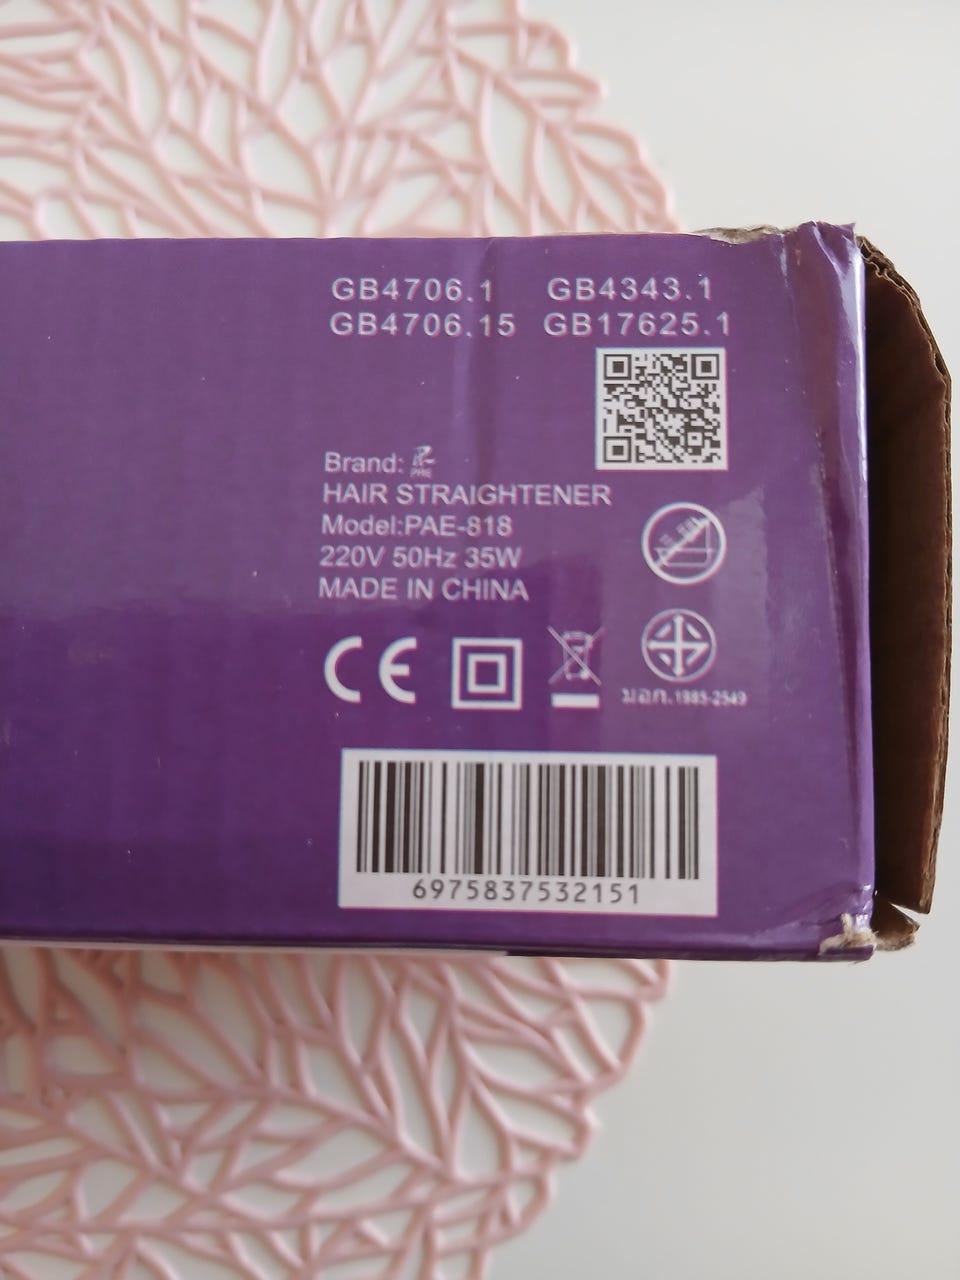 GB4706.1 GB4343.1
GB4706.15 GB17625.1
Brand: PAE
HAIR STRAIGHTENER
Model:PAE-818
220V 50Hz 35W
MADE IN CHINA
CE
มอก.1985-2549
6975837532151